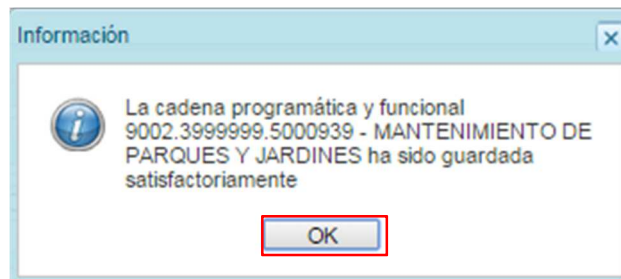 Información
La cadena programática y funcional
9002.3999999.5000939 - MANTENIMIENTO DE
PARQUES Y JARDINES ha sido guardada
satisfactoriamente
OK